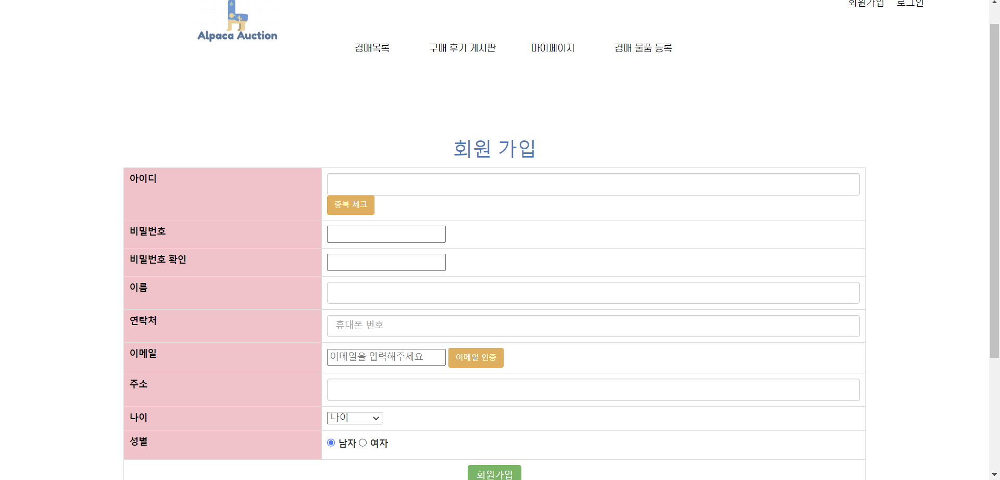 회원가입 로그인
Alpaca Auction
경매목록 구매 후기 게시판 마이페이지 경매 물품 등록
회원 가입
아이디
중복 체크
비밀번호
비밀번호 확인
이름
연락처 휴대폰 번호
이메일 이메일을 입력해주세요 이메일 인증
주소
나이 나이
성별 남자 여자
회원가입